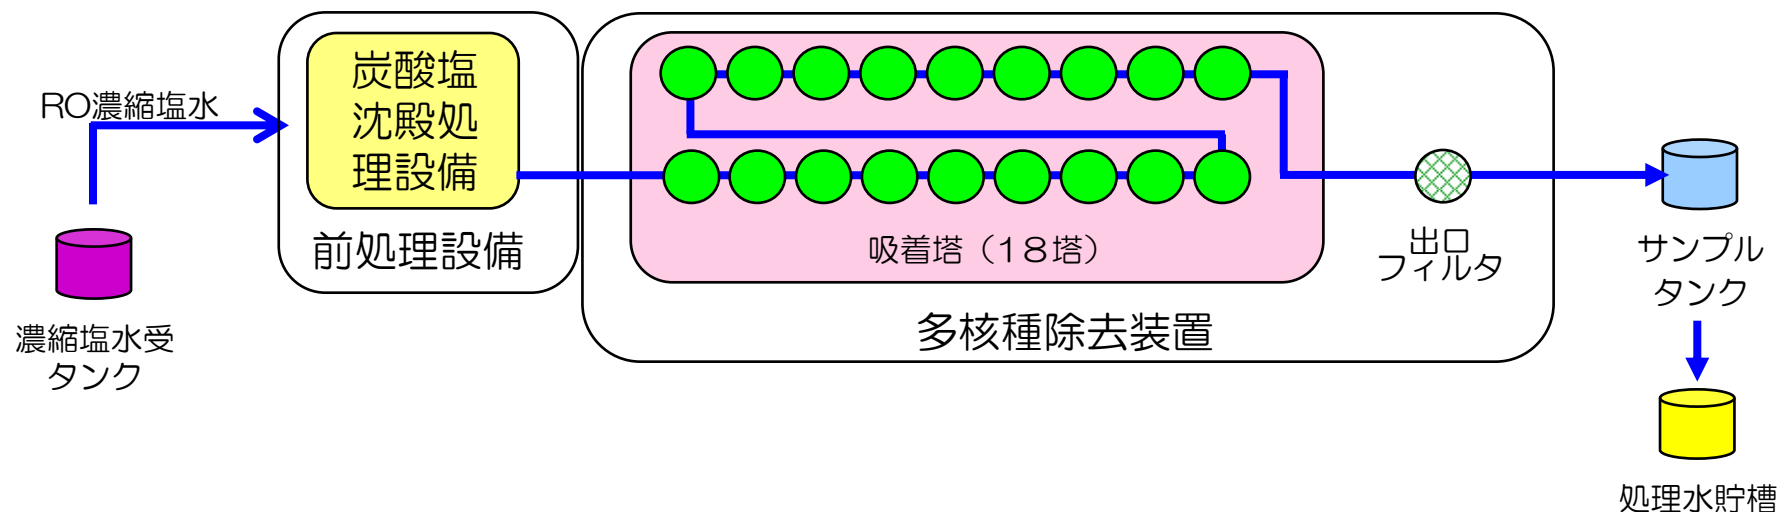 RO濃縮塩水
濃縮塩水受
タンク
炭酸塩
沈殿処
理設備
前処理設備
吸着塔（１８塔）
出口
フィルタ
多核種除去装置
サンプル
タンク
処理水貯槽